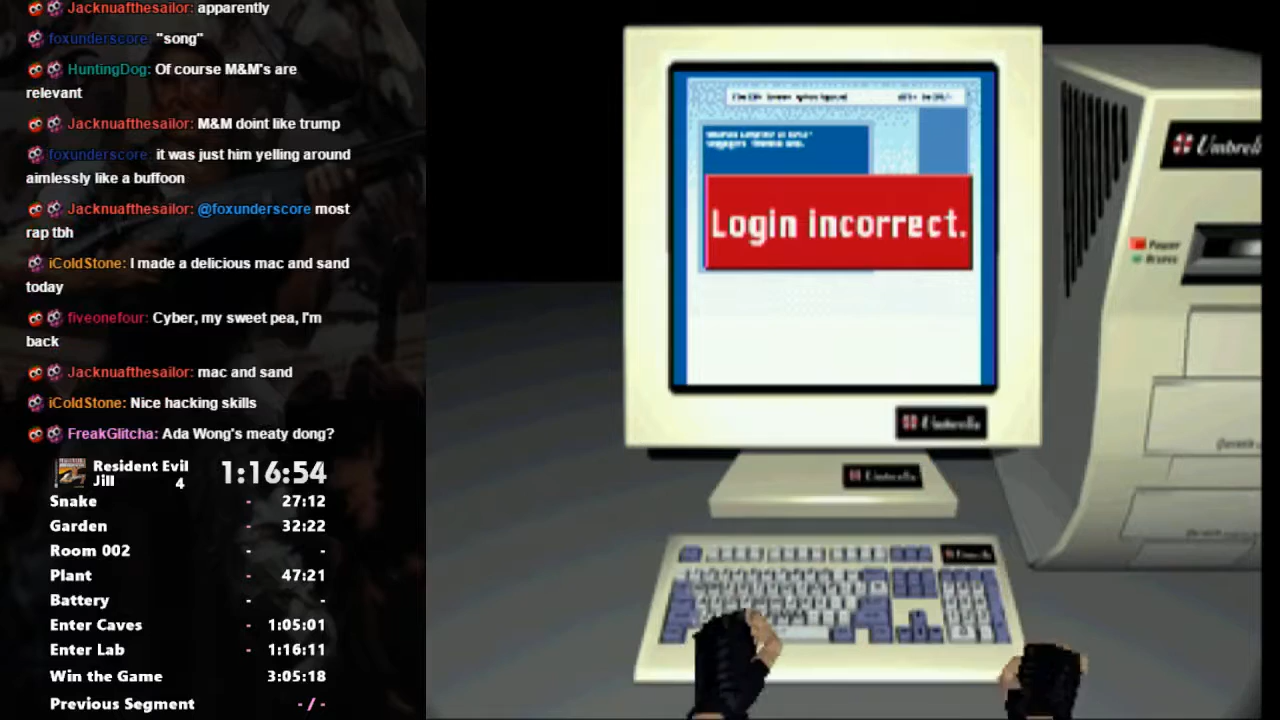 Jacknuafthesailor: apparently
foxunderscore: "song"
HuntingDog: Of course M&M's are
relevant
Jacknuafthesailor: M&M doint like trump
foxunderscore: it was just him yelling around
aimlessly like a buffoon
Jacknuafthesailor: @foxunderscore most
rap tbh
iColdStone: I made a delicious mac and sand
today
fiveonefour: Cyber, my sweet pea, I'm
back
Jacknuafthesailor: mac and sand
iColdStone: Nice hacking skills
FreakGlitcha: Ada Wong's meaty dong?
Resident Evil
Jill 4
1:16:54
Snake - 27:12
Garden - 32:22
Room 002 - -
Plant - 47:21
Battery - -
Enter Caves - 1:05:01
Enter Lab - 1:16:11
Win the Game 3:05:18
Previous Segment - / -
Login incorrect.
Umbrella
Power
Umbrella
Umbrella